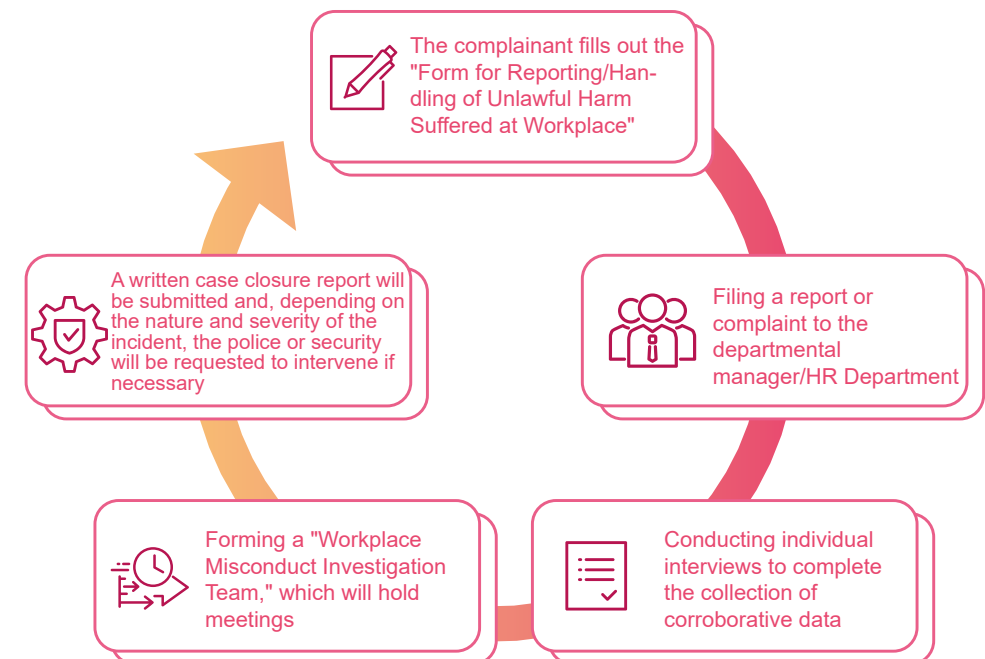 The complainant fills out the
"Form for Reporting/Han-
dling of Unlawful Harm
Suffered at Workplace"
Filing a report or
complaint to the
departmental
manager/HR Department
Conducting individual
interviews to complete
the collection of
corroborative data
Forming a "Workplace
Misconduct Investigation
Team," which will hold
meetings
A written case closure report will
be submitted and, depending on
the nature and severity of the
incident, the police or security
will be requested to intervene if
necessary